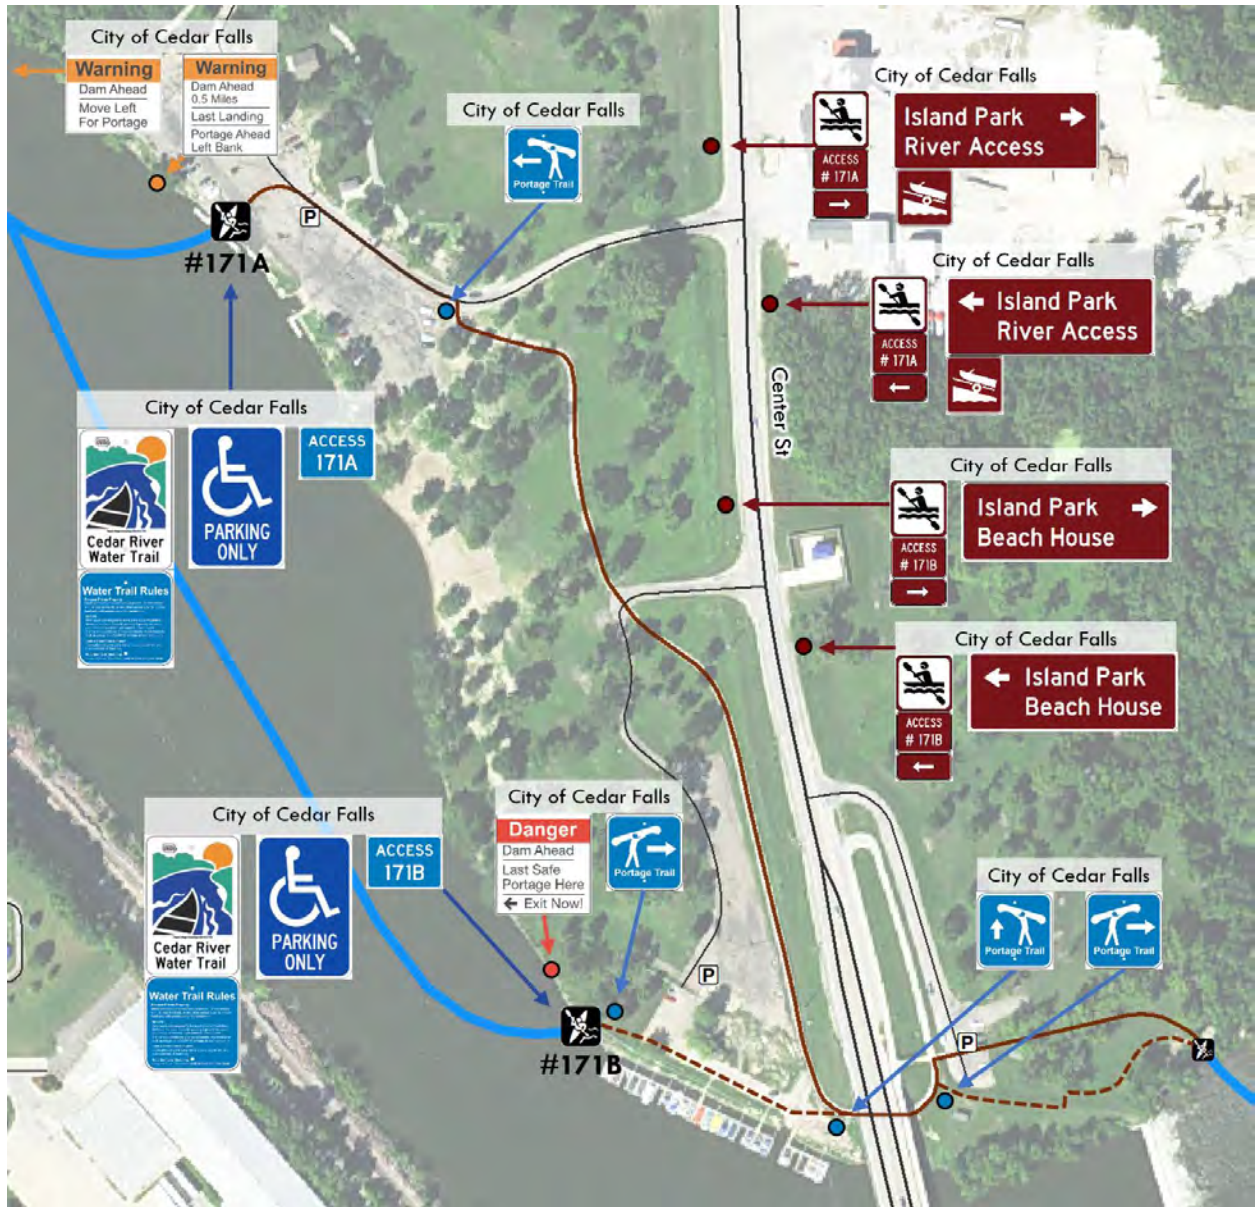 City of Cedar Falls
Warning
Dam Ahead
Move Left
For Portage
Warning
Dam Ahead
0.5 Miles
Last Landing
Portage Ahead
Left Bank
City of Cedar Falls
Portage Trail
City of Cedar Falls
ACCESS
# 171A
Island Park
River Access
P
#171A
City of Cedar Falls
ACCESS
# 171A
Island Park
River Access
Center St
City of Cedar Falls
Cedar River
Water Trail
PARKING
ONLY
ACCESS
171A
Water Trail Rules
City of Cedar Falls
ACCESS
# 171B
Island Park
Beach House
City of Cedar Falls
ACCESS
# 171B
Island Park
Beach House
City of Cedar Falls
Cedar River
Water Trail
PARKING
ONLY
ACCESS
171B
Water Trail Rules
City of Cedar Falls
Danger
Dam Ahead
Last Safe
Portage Here
Exit Now!
Portage Trail
City of Cedar Falls
Portage Trail
Portage Trail
P
P
#171B